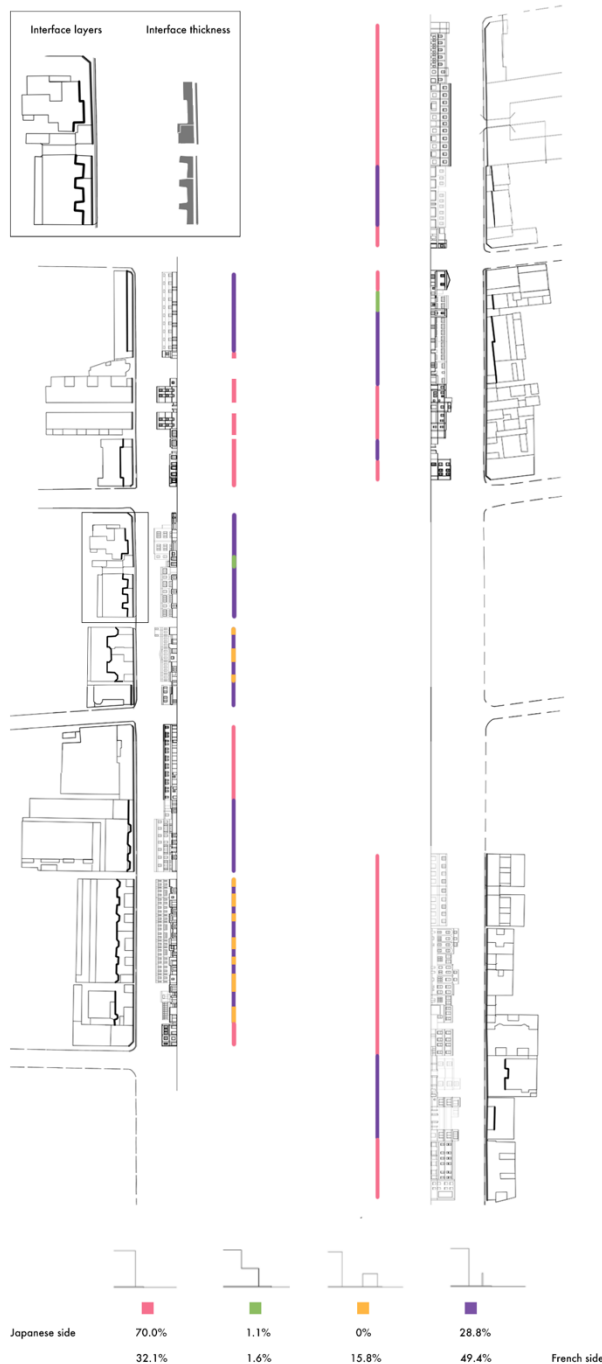 Interface layers Interface thickness
Japanese side 70.0% 1.1% 0% 28.8%
32.1% 1.6% 15.8% 49.4% French side